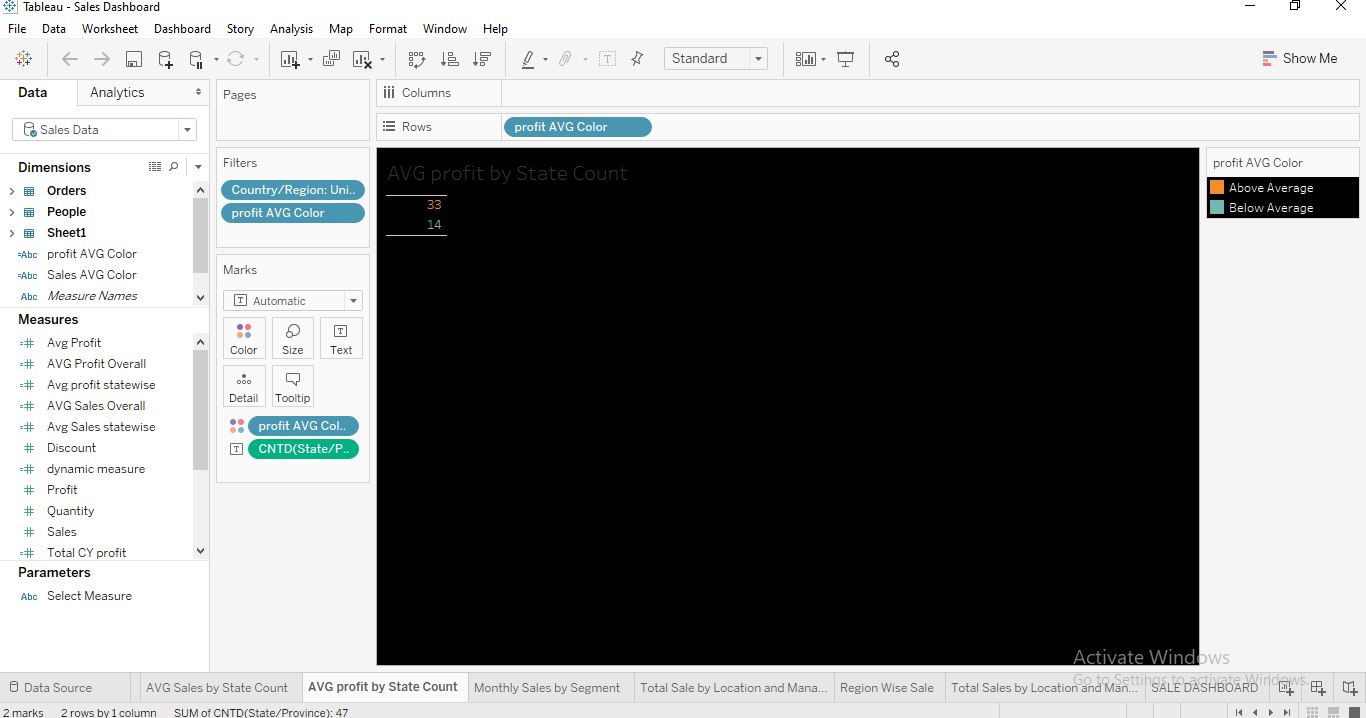 Tableau - Sales Dashboard
File Data Worksheet Dashboard Story Analysis Map Format Window Help
Standard
Show Me
Data Analytics
Sales Data
Dimensions
Orders
People
Sheet1
=Abc profit AVG Color
=Abc Sales AVG Color
Abc Measure Names
Measures
=# Avg Profit
=# AVG Profit Overall
=# Avg profit statewise
=# AVG Sales Overall
=# Avg Sales statewise
# Discount
=# dynamic measure
# Profit
# Quantity
# Sales
=# Total CY profit
Parameters
Abc Select Measure
Pages
Filters
Country/Region: Uni..
profit AVG Color
Marks
T Automatic
Color Size Text
Detail Tooltip
profit AVG Col..
T CNTD(State/P..
Columns
Rows profit AVG Color
AVG profit by State Count
33
14
profit AVG Color
Above Average
Below Average
Activate Windows
Go to Settings to activate Windows.
Data Source AVG Sales by State Count AVG profit by State Count Monthly Sales by Segment Total Sale by Location and Mana... Region Wise Sale Total Sales by Location and Man... SALE DASHBOARD
2 marks 2 rows by 1 column SUM of CNTD(State/Province): 47